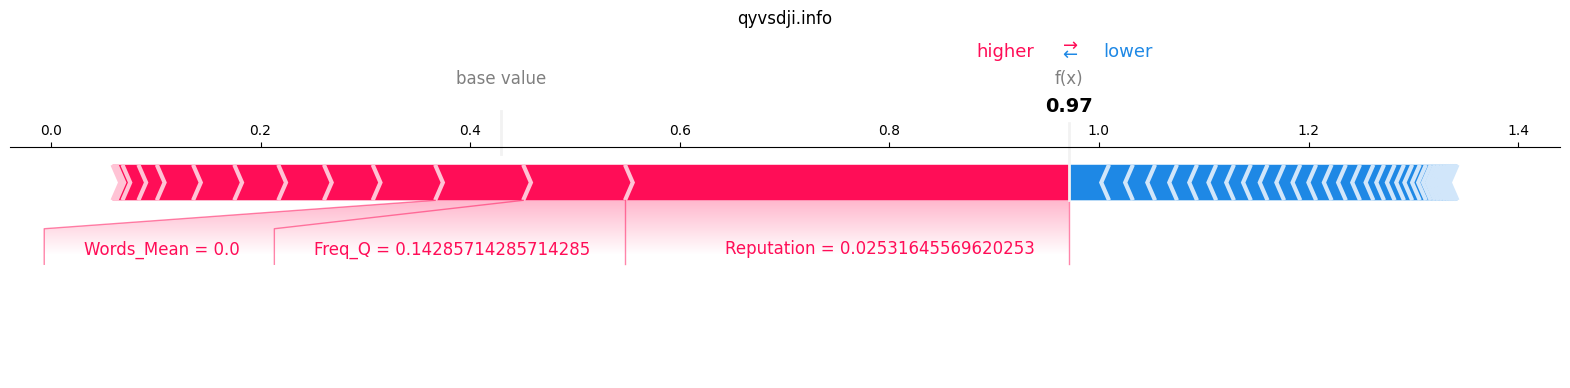 qyvsdji.info
higher → ← lower
base value f(x)
0.97
0.0 0.2 0.4 0.6 0.8 1.0 1.2 1.4
Words_Mean = 0.0 Freq_Q = 0.14285714285714285 Reputation = 0.02531645569620253